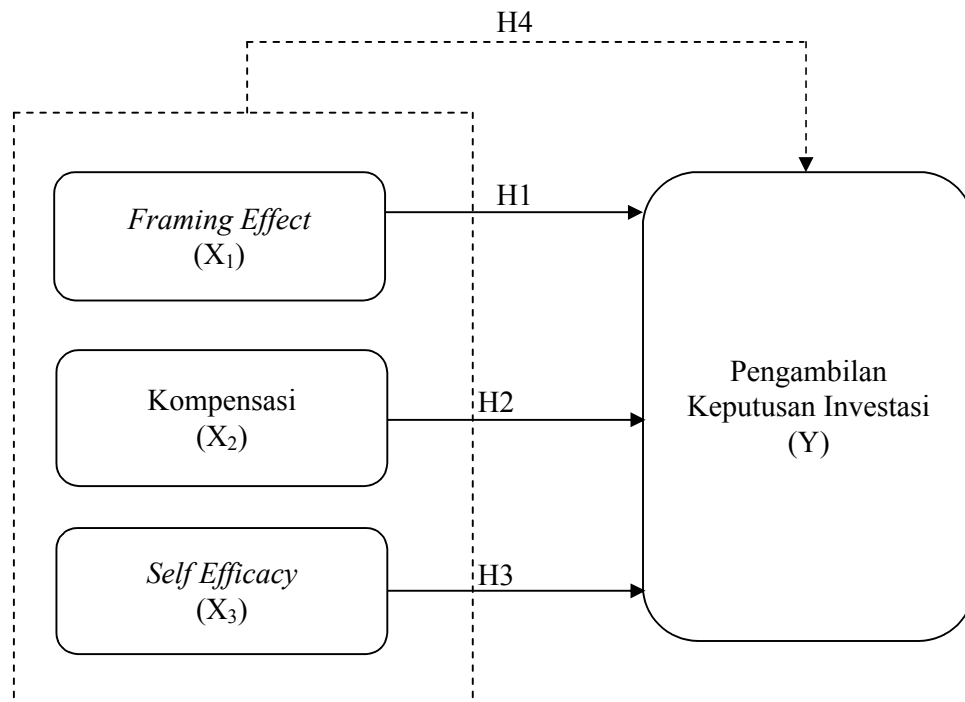 H4
H1
Framing Effect
(X₁)
Kompensasi
(X₂)
H2
Pengambilan
Keputusan Investasi
(Y)
H3
Self Efficacy
(X₃)